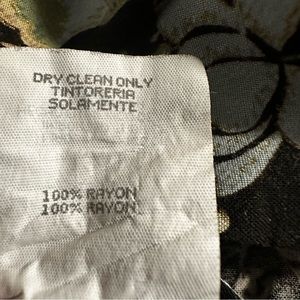 DRY CLEAN ONLY
TINTORERIA
SOLAMENTE
100% RAYON
100% RAYON